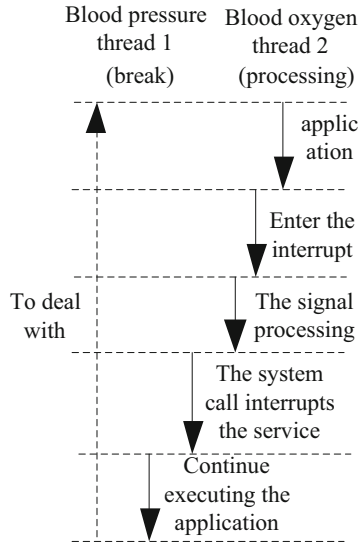 Blood pressure
thread 1
(break)
Blood oxygen
thread 2
(processing)
applic
ation
Enter the
interrupt
To deal
with
The signal
processing
The system
call interrupts
the service
Continue
executing the
application